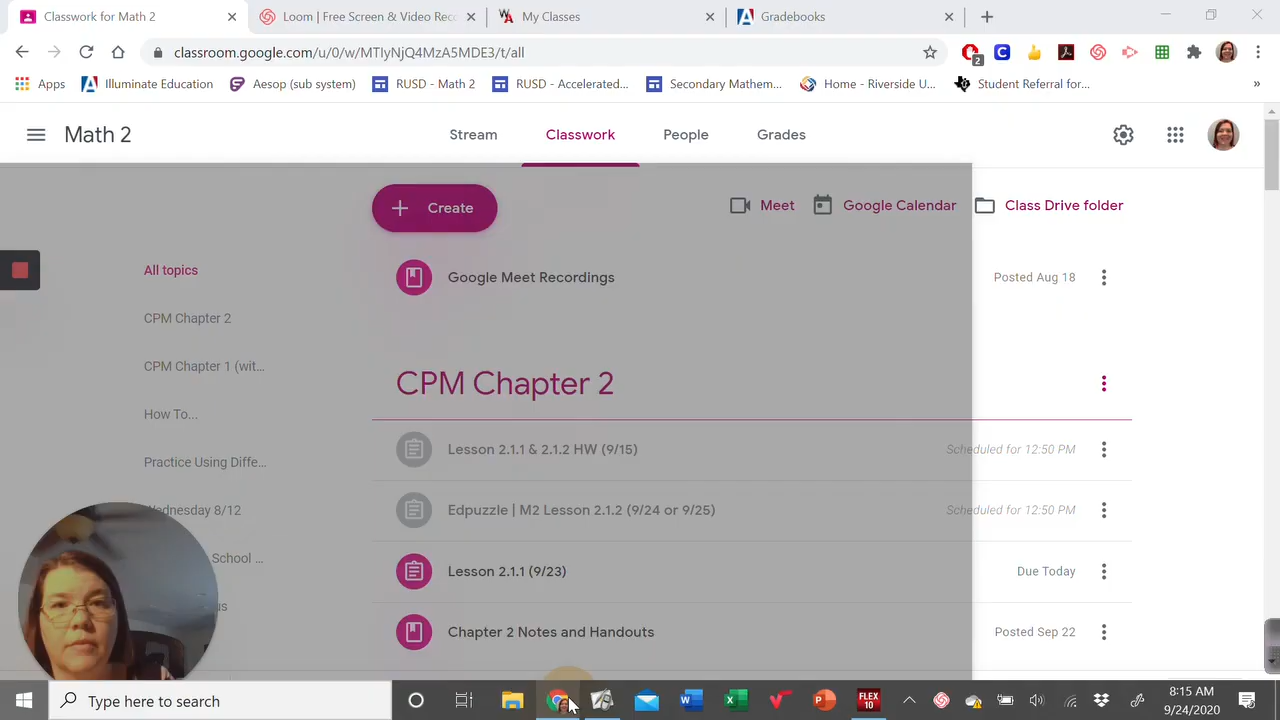 Classwork for Math 2
Loom | Free Screen & Video Re
My Classes
Gradebooks
classroom.google.com/u/0/w/MTIyNjQ4MzA5MDE3/t/all
2
Apps
Illuminate Education
Aesop (sub system)
RUSD - Math 2
RUSD - Accelerated...
Secondary Mathem...
Home - Riverside U...
Student Referral for...
»
Math 2
Stream
Classwork
People
Grades
Create
Meet
Google Calendar
Class Drive folder
All topics
Google Meet Recordings
Posted Aug 18
CPM Chapter 2
CPM Chapter 1 (wit...
How To...
Practice Using Diffe...
Wednesday 8/12
School ...
us
CPM Chapter 2
Lesson 2.1.1 & 2.1.2 HW (9/15)
Scheduled for 12:50 PM
Edpuzzle | M2 Lesson 2.1.2 (9/24 or 9/25)
Scheduled for 12:50 PM
Lesson 2.1.1 (9/23)
Due Today
Chapter 2 Notes and Handouts
Posted Sep 22
Type here to search
FLEX
10
8:15 AM
9/24/2020